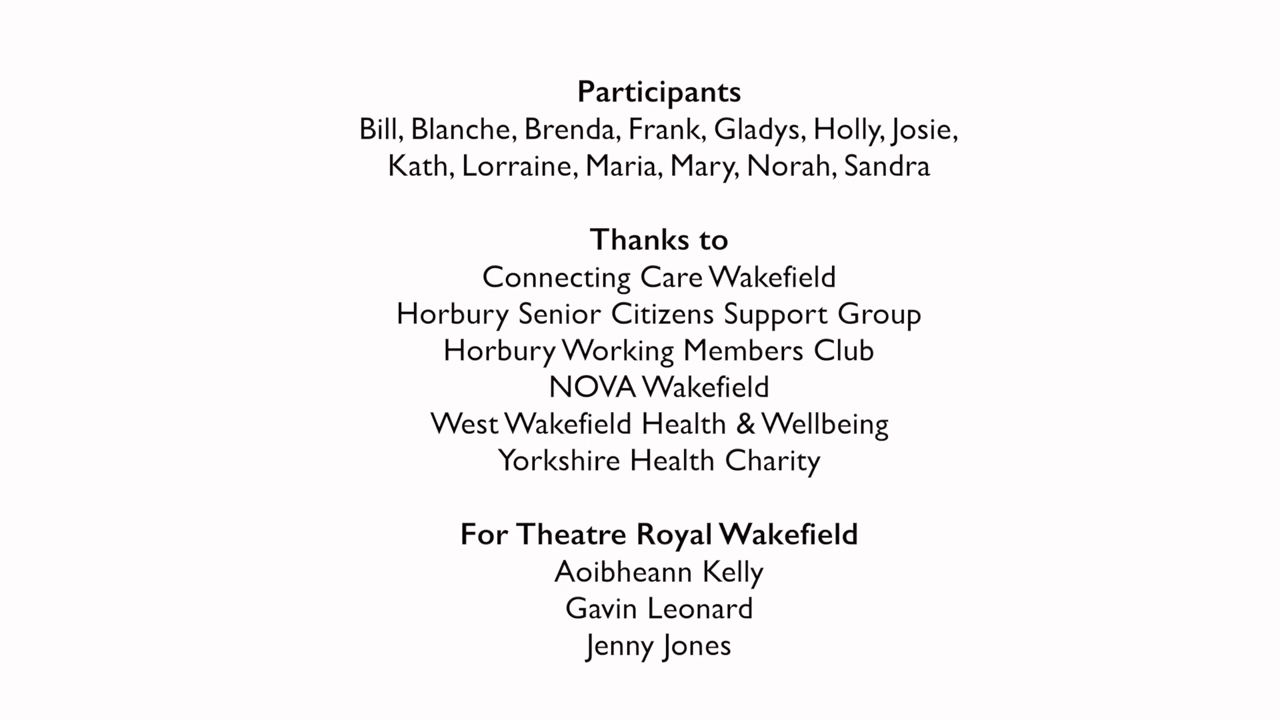 Participants
Bill, Blanche, Brenda, Frank, Gladys, Holly, Josie,
Kath, Lorraine, Maria, Mary, Norah, Sandra
Thanks to
Connecting Care Wakefield
Horbury Senior Citizens Support Group
Horbury Working Members Club
NOVA Wakefield
West Wakefield Health & Wellbeing
Yorkshire Health Charity
For Theatre Royal Wakefield
Aoibheann Kelly
Gavin Leonard
Jenny Jones